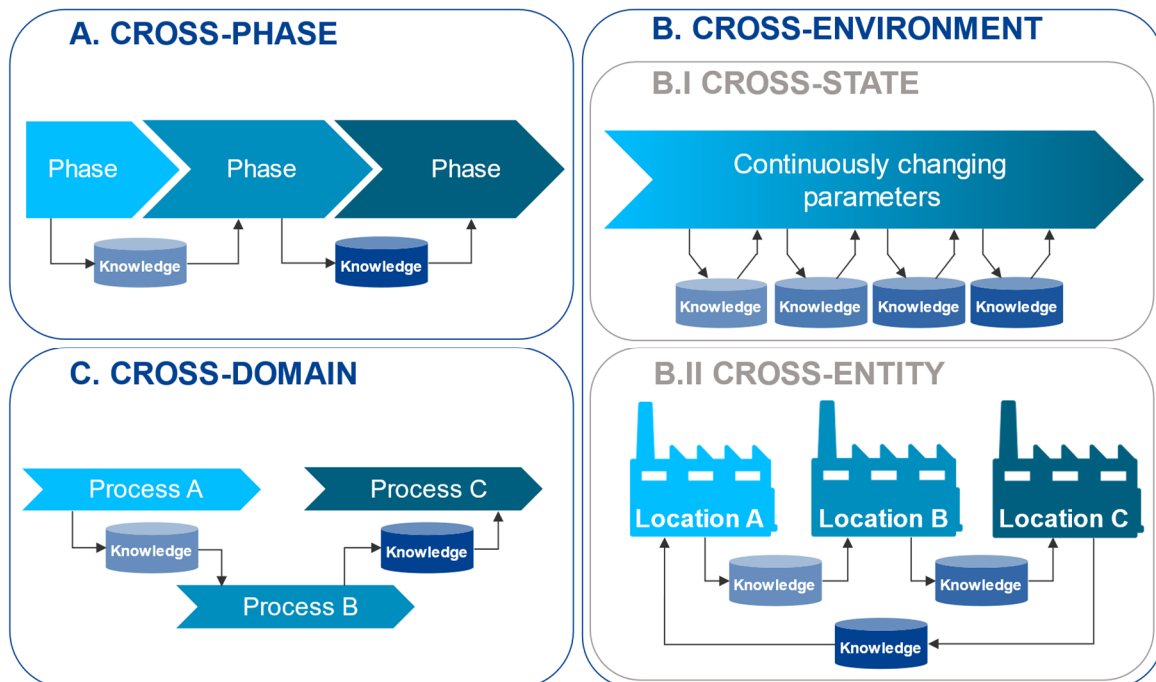 A. CROSS-PHASE
Phase
Phase
Phase
Knowledge
Knowledge
B. CROSS-ENVIRONMENT
B.I CROSS-STATE
Continuously changing
parameters
Knowledge
Knowledge
Knowledge
Knowledge
C. CROSS-DOMAIN
Process A
Process C
Knowledge
Knowledge
Process B
B.II CROSS-ENTITY
Location A
Location B
Location C
Knowledge
Knowledge
Knowledge